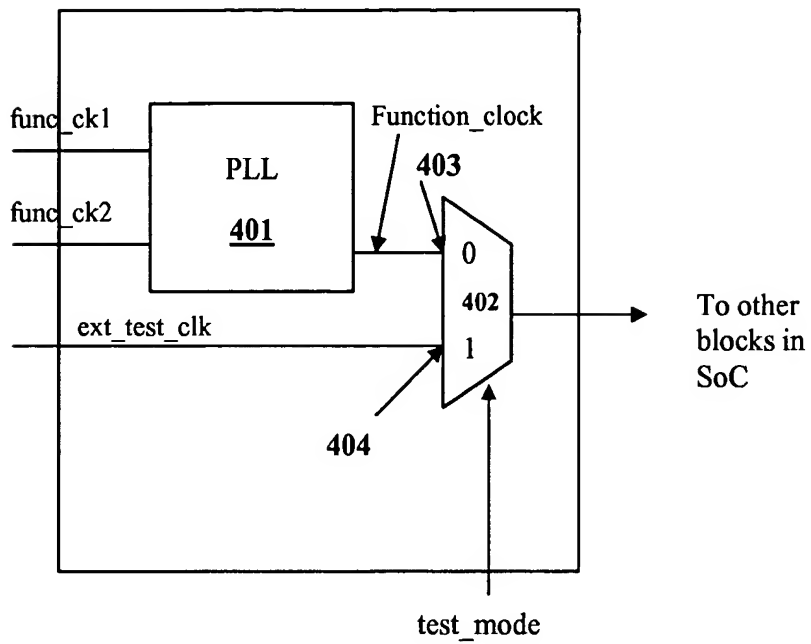 func_ck1
PLL
401
func_ck2
Function_clock
403
0
402
1
ext_test_clk
404
To other
blocks in
SoC
test_mode